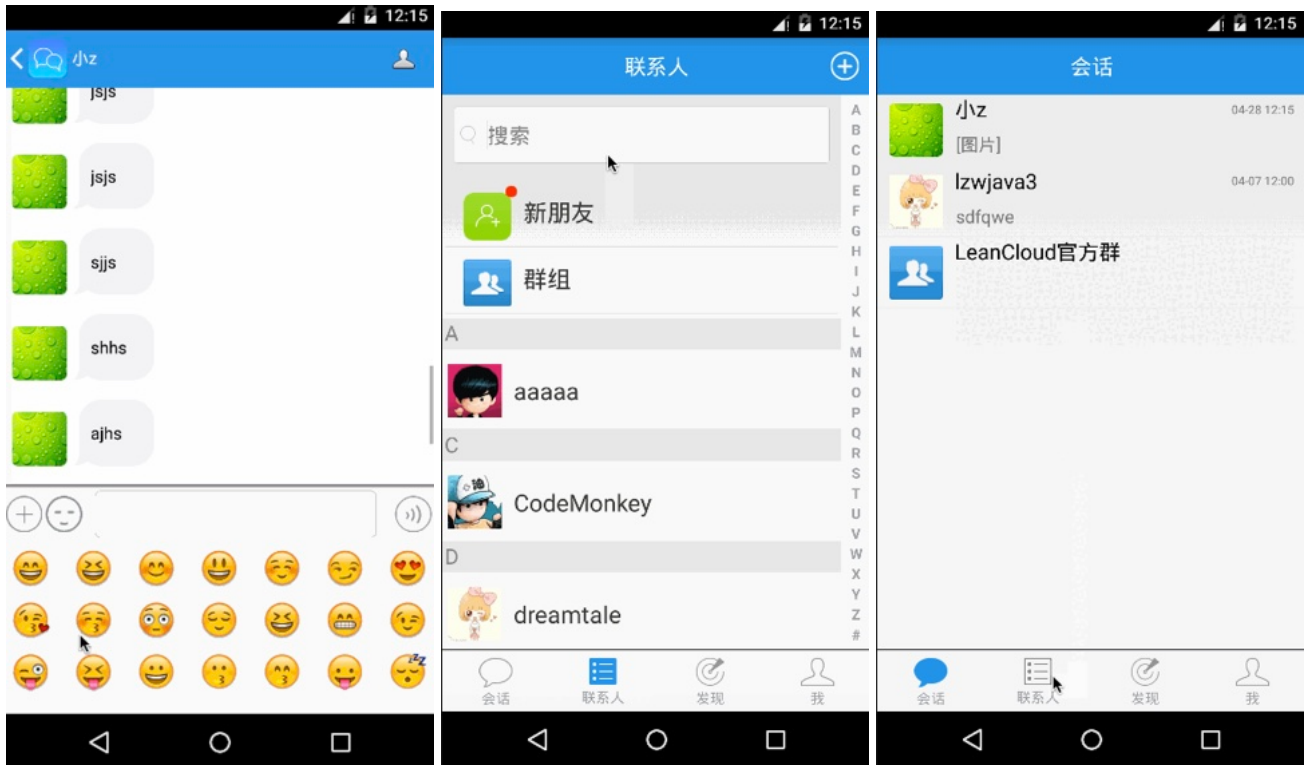 12:15
小z
jsjs
jsjs
sjjs
shhs
ajhs
12:15
联系人
搜索
新朋友
群组
A
aaaaa
C
CodeMonkey
D
dreamtale
A
B
C
D
E
F
G
H
I
J
K
L
M
N
O
P
Q
R
S
T
U
V
W
X
Y
Z
#
会话
联系人
发现
我
12:15
会话
小z
04-28 12:15
[图片]
lzwjava3
04-07 12:00
sdfqwe
LeanCloud官方群
会话
联系人
发现
我